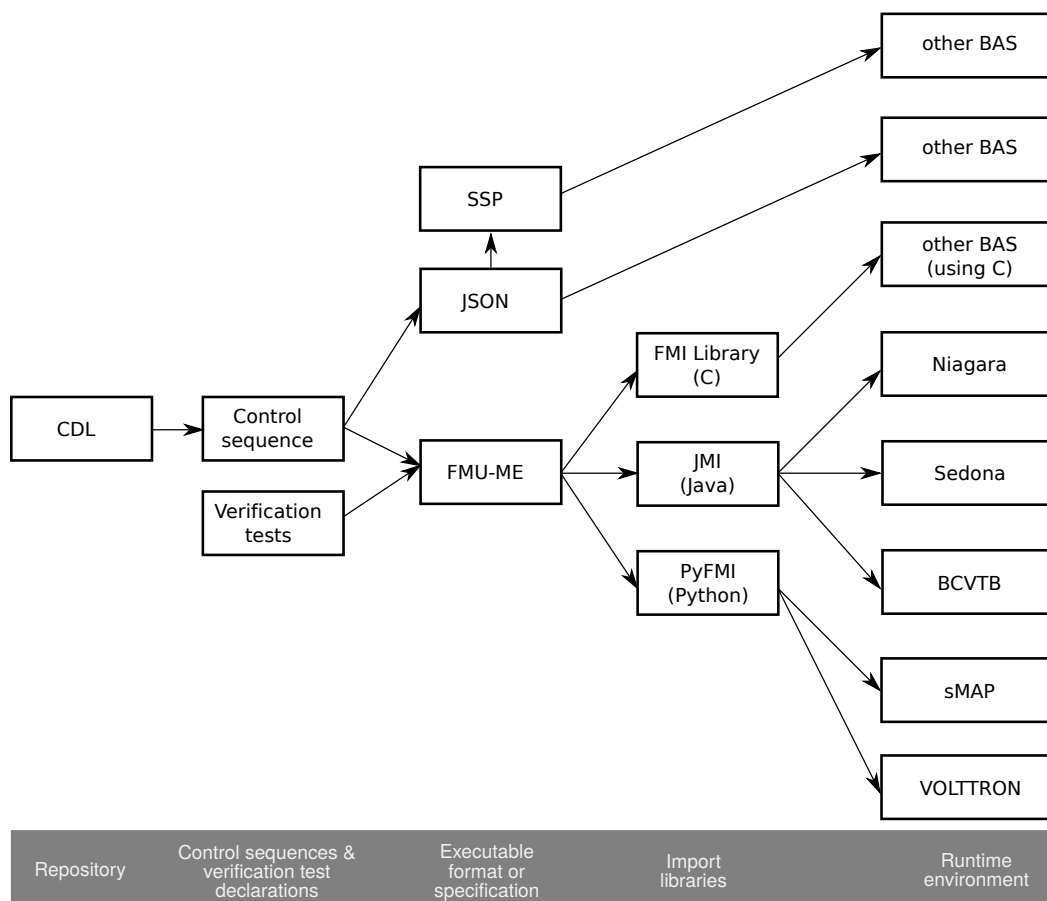 other BAS
other BAS
SSP
other BAS
(using C)
JSON
FMI Library
(C)
Niagara
CDL
Control
sequence
FMU-ME
JMI
(Java)
Sedona
Verification
tests
PyFMI
(Python)
BCVTB
sMAP
VOLTTRON
Repository
Control sequences &
verification test
declarations
Executable
format or
specification
Import
libraries
Runtime
environment